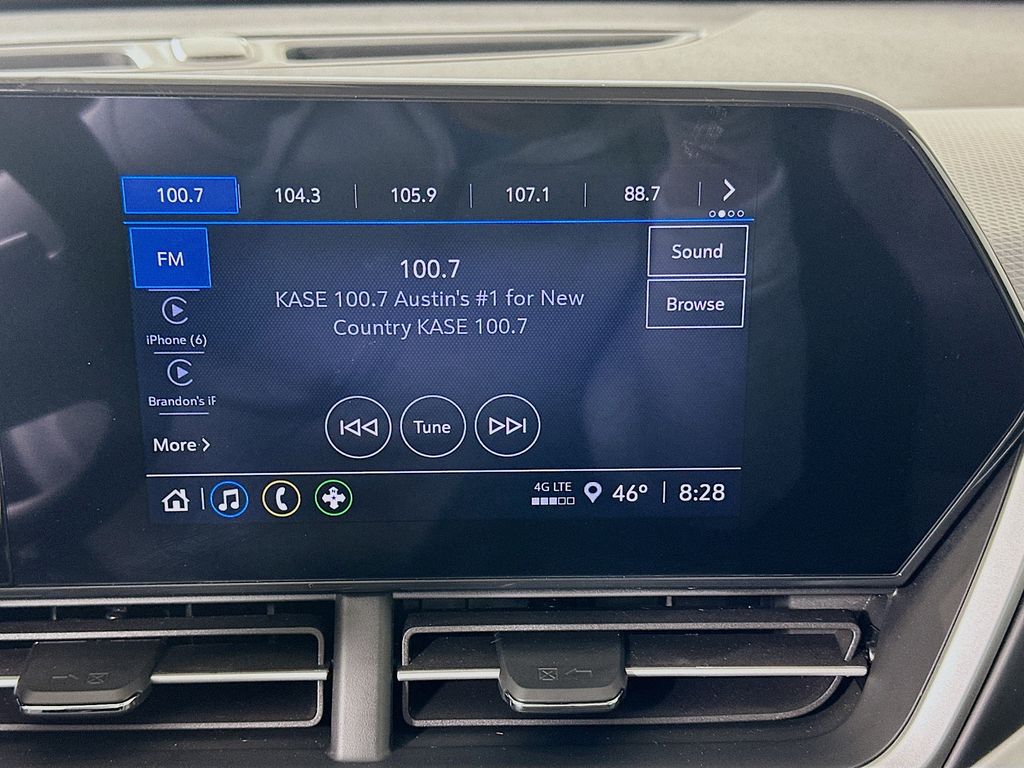 100.7 104.3 105.9 107.1 88.7
FM
100.7
Sound
KASE 100.7 Austin's #1 for New
Country KASE 100.7
Browse
iPhone (6)
Brandon's iP
More
Tune
4G LTE
46° 8:28